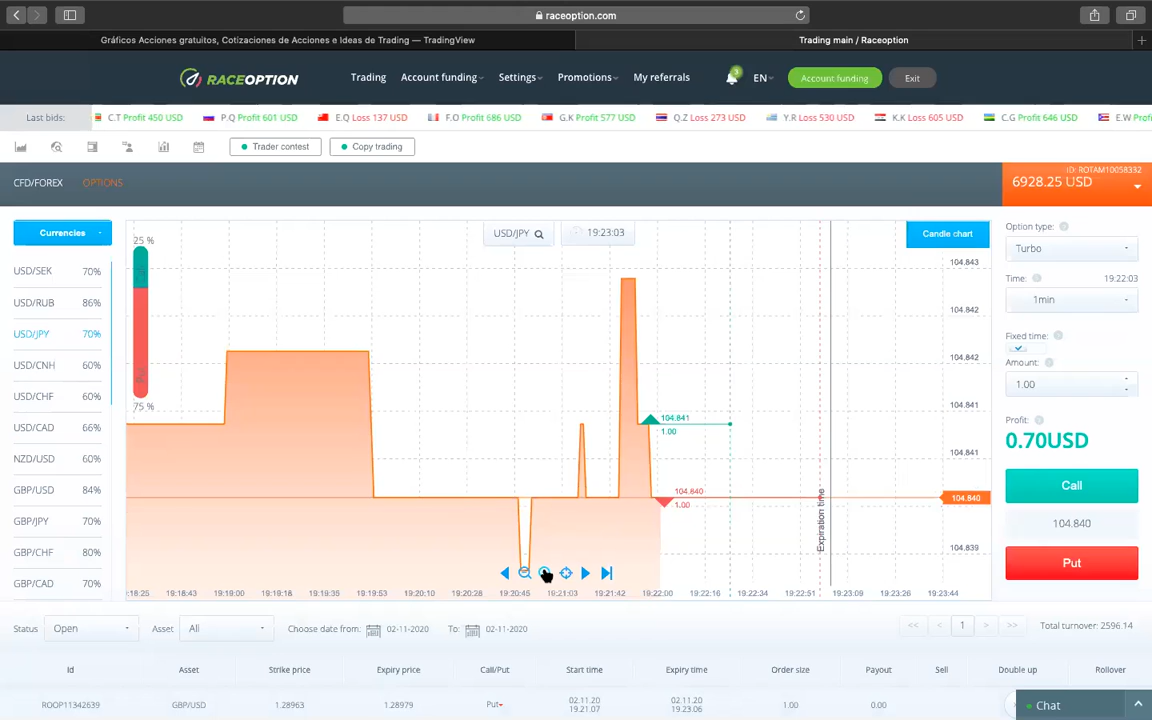 raceoption.com
Gráficos Acciones gratuitos, Cotizaciones de Acciones e Ideas de Trading — TradingView
Trading main / Raceoption
RACEOPTION
Trading
Account funding
Settings
Promotions
My referrals
EN
Account funding
Exit
Last bids:
C.T Profit 450 USD
P.Q Profit 601 USD
E.Q Loss 137 USD
F.O Profit 686 USD
G.K Profit 577 USD
Q.Z Loss 273 USD
Y.R Loss 530 USD
K.K Loss 605 USD
C.G Profit 646 USD
E.W Pro
Trader contest
Copy trading
CFD/FOREX
OPTIONS
ID: ROTAM10058332
6928.25 USD
Currencies
USD/SEK 70%
USD/RUB 86%
USD/JPY 70%
USD/CNH 60%
USD/CHF 60%
USD/CAD 66%
NZD/USD 60%
GBP/USD 84%
GBP/JPY 70%
GBP/CHF 80%
GBP/CAD 70%
25 %
75 %
USD/JPY
19:23:03
Candle chart
104.843
104.842
104.842
104.841
104.841
104.840
104.839
104.841
1.00
104.840
1.00
Expiration time
:18:25
19:18:43
19:19:00
19:19:18
19:19:35
19:19:53
19:20:10
19:20:28
19:20:45
19:21:03
19:21:42
19:22:00
19:22:16
19:22:34
19:22:51
19:23:09
19:23:26
19:23:44
Option type:
Turbo
Time:
19:22:03
1min
Fixed time:
Amount:
1.00
Profit:
0.70USD
Call
104.840
Put
Status
Open
Asset
All
Choose date from:
02-11-2020
To:
02-11-2020
<<
<
1
>
>>
Total turnover: 2596.14
Id
Asset
Strike price
Expiry price
Call/Put
Start time
Expiry time
Order size
Payout
Sell
Double up
Rollover
ROOP11342639
GBP/USD
1.28963
1.28979
Put
02.11.20
19.21.07
02.11.20
19.23.06
1.00
0.00
Chat